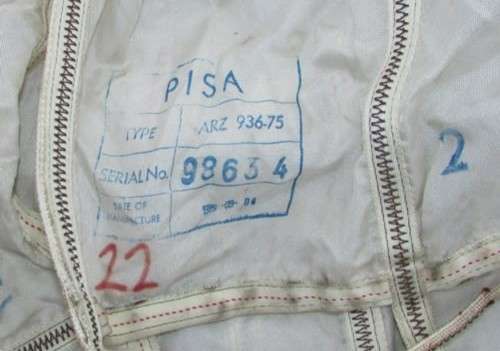 PISA
TYPE ARZ 936-75
SERIAL No. 98634
DATE OF MANUFACTURE
22
2